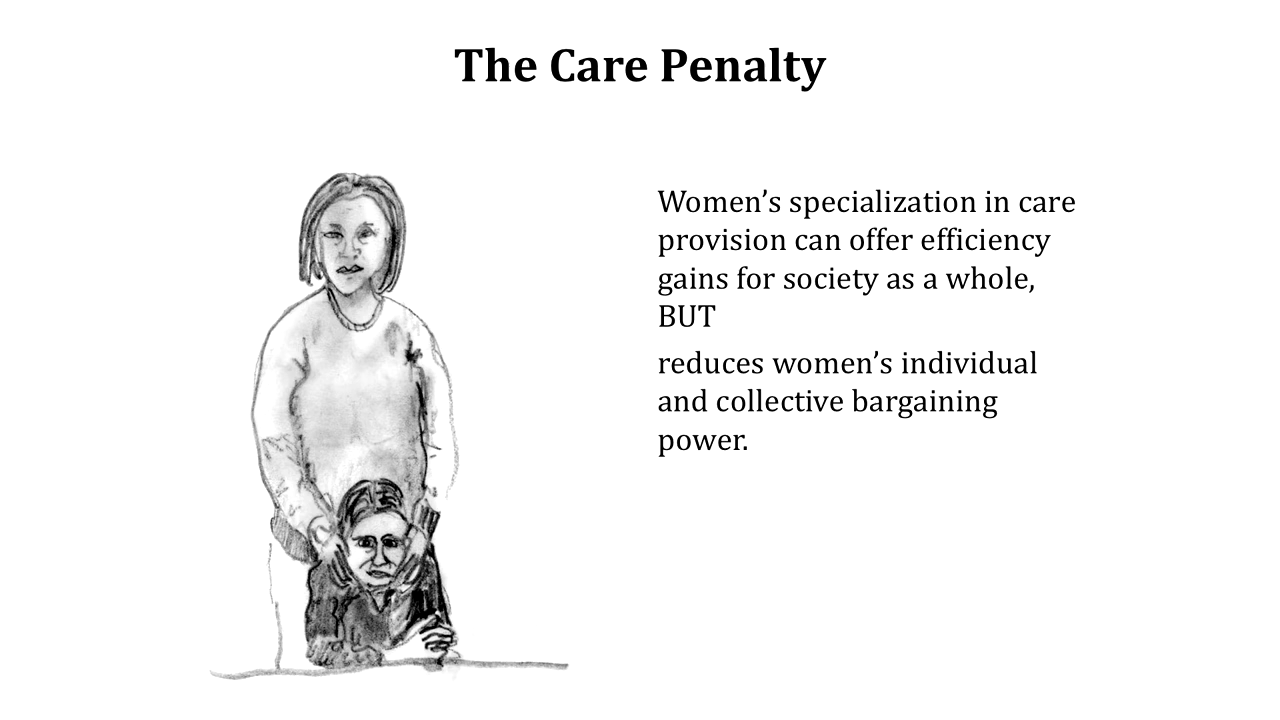 The Care Penalty
Women’s specialization in care
provision can offer efficiency
gains for society as a whole,
BUT
reduces women’s individual
and collective bargaining
power.